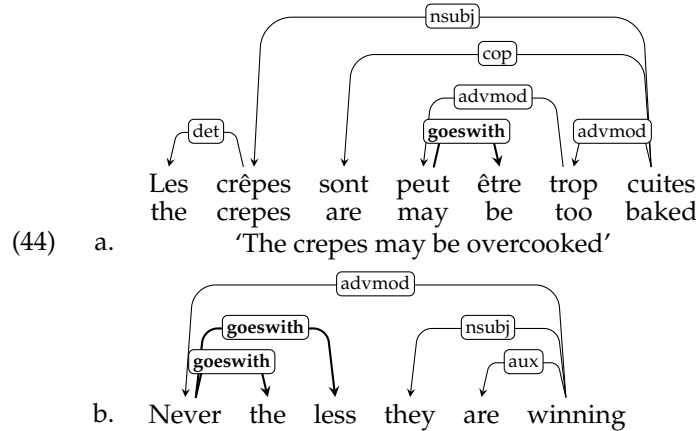 nsubj
cop
advmod
det goeswith advmod
Les crêpes sont peut être trop cuites
the crepes are may be too baked
(44) a. ‘The crepes may be overcooked’
advmod
goeswith nsubj
goeswith aux
b. Never the less they are winning